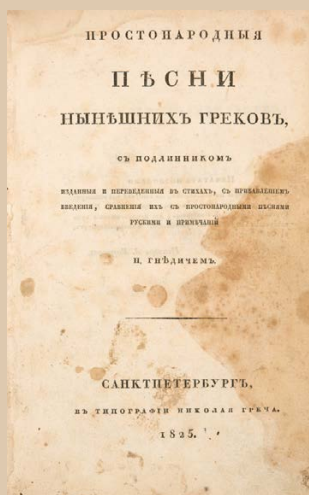 ПРОСТОНАРОДНЫЯ
ПѢСНИ
НЫНѢШНИХЪ ГРЕКОВЪ,
СЪ ПОДЛИННИКОМЪ
ИЗДАННЫЯ И ПЕРЕВЕДЕННЫЯ ВЪ СТИХАХЪ, СЪ ПРИБАВЛЕНІЕМЪ
ВВЕДЕНІЯ, СРАВНЕНІЯ ИХЪ СЪ ПРОСТОНАРОДНЫМИ ПѢСНЯМИ
РУСКИМИ И ПРИМѢЧАНІЙ
Н. ГНѢДИЧЕМЪ.
САНКТПЕТЕРБУРГЪ,
ВЪ ТИПОГРАФІИ НИКОЛАЯ ГРЕЧА.
1825.